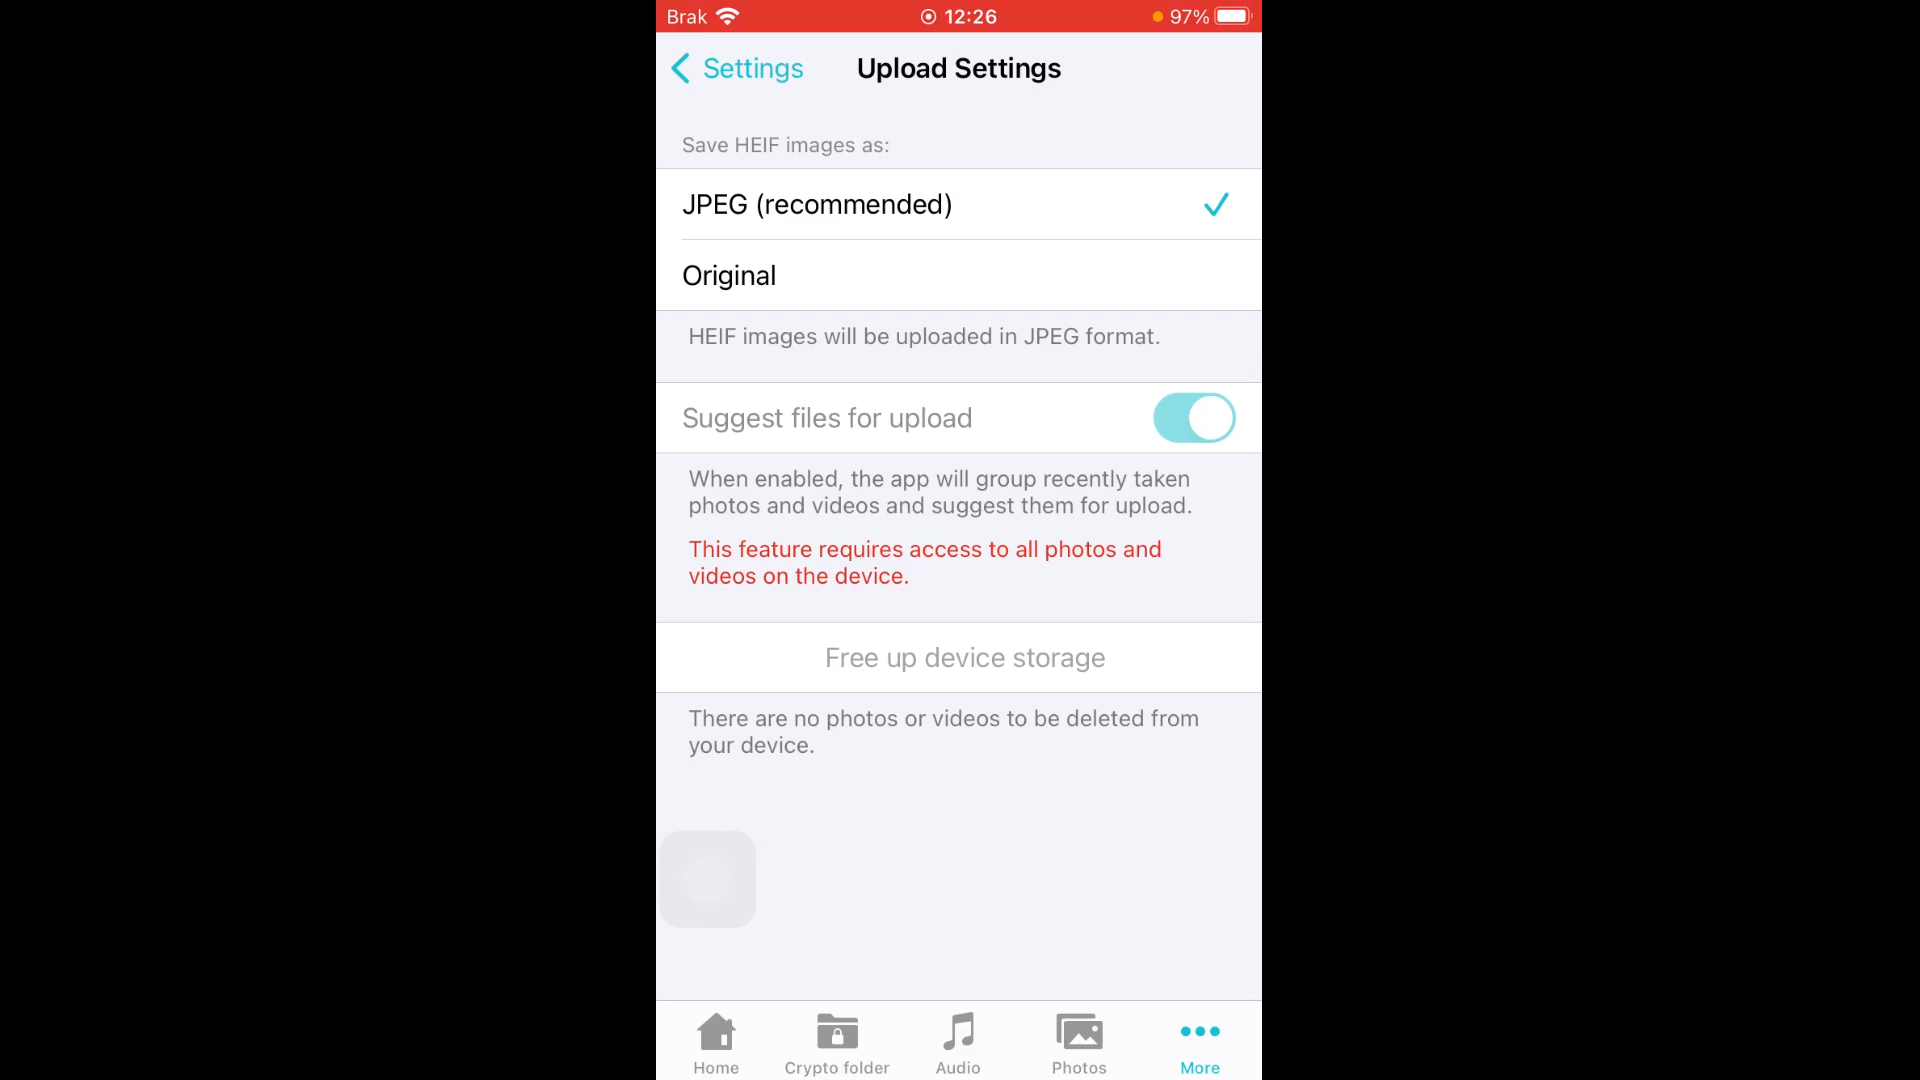 Brak 12:26 97%
Settings Upload Settings
Save HEIF images as:
JPEG (recommended)
Original
HEIF images will be uploaded in JPEG format.
Suggest files for upload
When enabled, the app will group recently taken
photos and videos and suggest them for upload.
This feature requires access to all photos and
videos on the device.
Free up device storage
There are no photos or videos to be deleted from
your device.
Home Crypto folder Audio Photos More